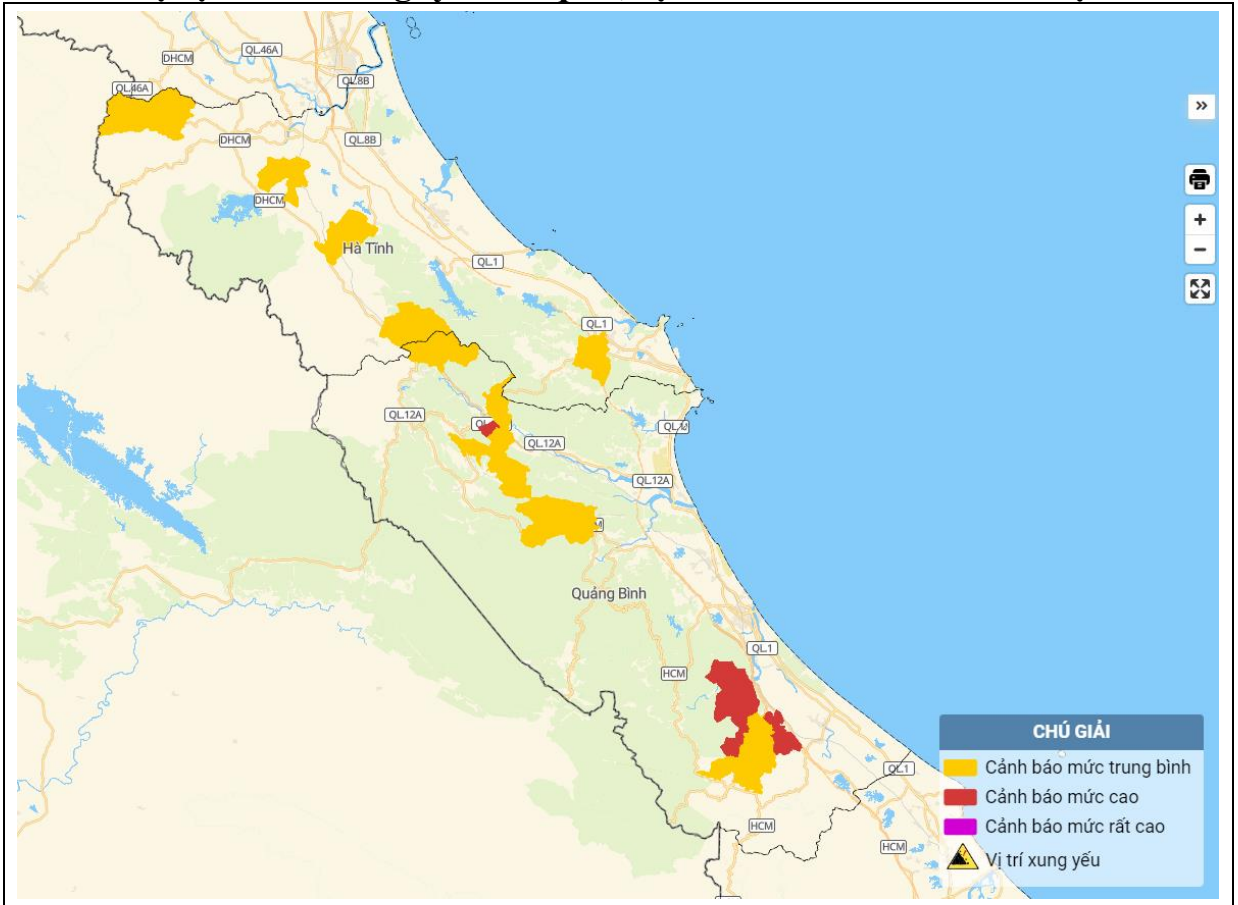 DHCM
QL.46A
QL.46A
QL.8B
DHCM
QL.8B
DHCM
Hà Tĩnh
QL.1
QL.1
QL.12A
QL.12A
QL.12A
Quảng Bình
QL.1
HCM
QL.1
HCM
HCM
CHÚ GIẢI
Cảnh báo mức trung bình
Cảnh báo mức cao
Cảnh báo mức rất cao
Vị trí xung yếu